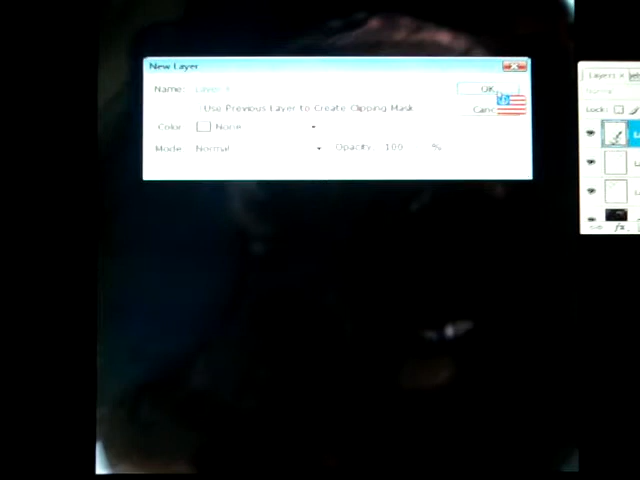 New Layer
Name:
OK
Use Previous Layer to Create Clipping Mask
Color: None
Mode: Normal Opacity: 100 %
Layers ×
Lock:
fx